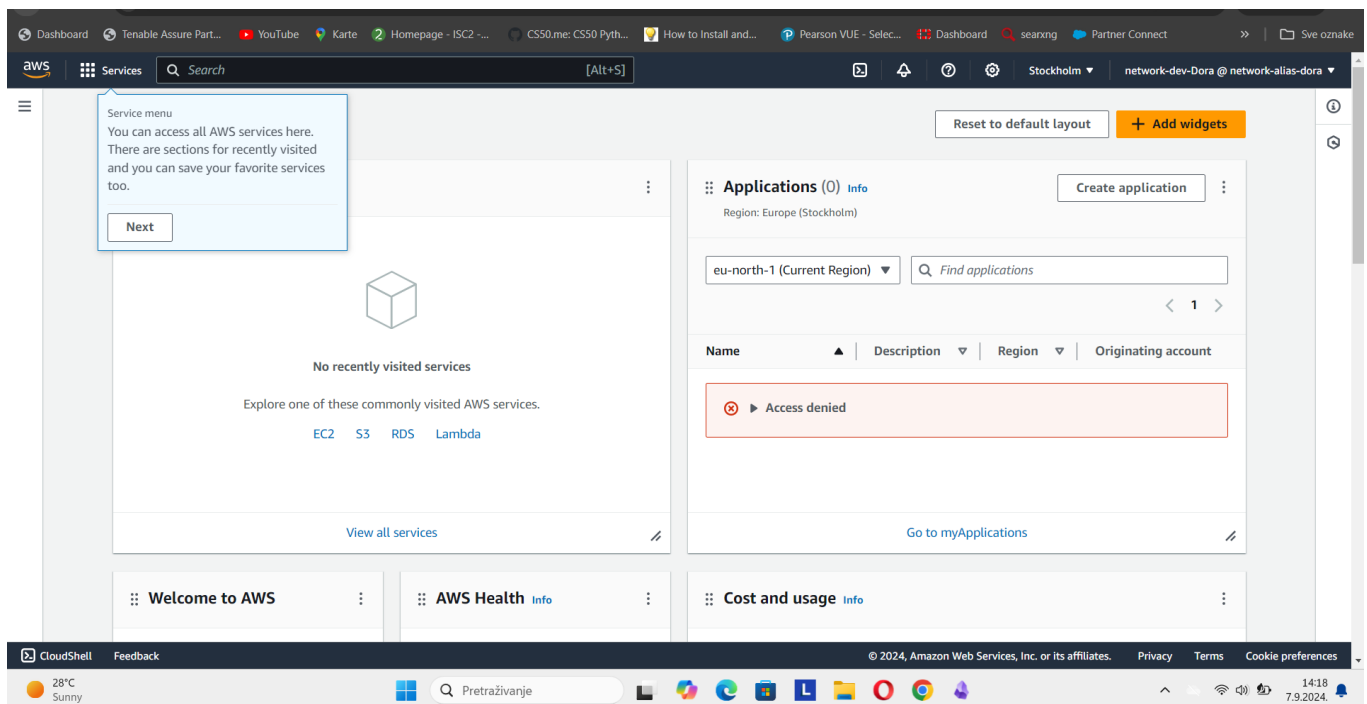 Dashboard Tenable Assure Part... YouTube Karte Homepage - ISC2 -... CS50.me: CS50 Pyth... How to Install and... Pearson VUE - Selec... Dashboard searxng Partner Connect » Sve oznake
aws Services Search [Alt+S] Stockholm network-dev-Dora @ network-alias-dora
Service menu
You can access all AWS services here.
There are sections for recently visited
and you can save your favorite services
too.
Next
Reset to default layout + Add widgets
No recently visited services
Explore one of these commonly visited AWS services.
EC2 S3 RDS Lambda
View all services
Applications (0) Info
Create application
Region: Europe (Stockholm)
eu-north-1 (Current Region) Find applications
1
Name Description Region Originating account
Access denied
Go to myApplications
Welcome to AWS
AWS Health Info
Cost and usage Info
CloudShell Feedback © 2024, Amazon Web Services, Inc. or its affiliates. Privacy Terms Cookie preferences
28°C
Sunny
Pretraživanje
L
14:18
7.9.2024.